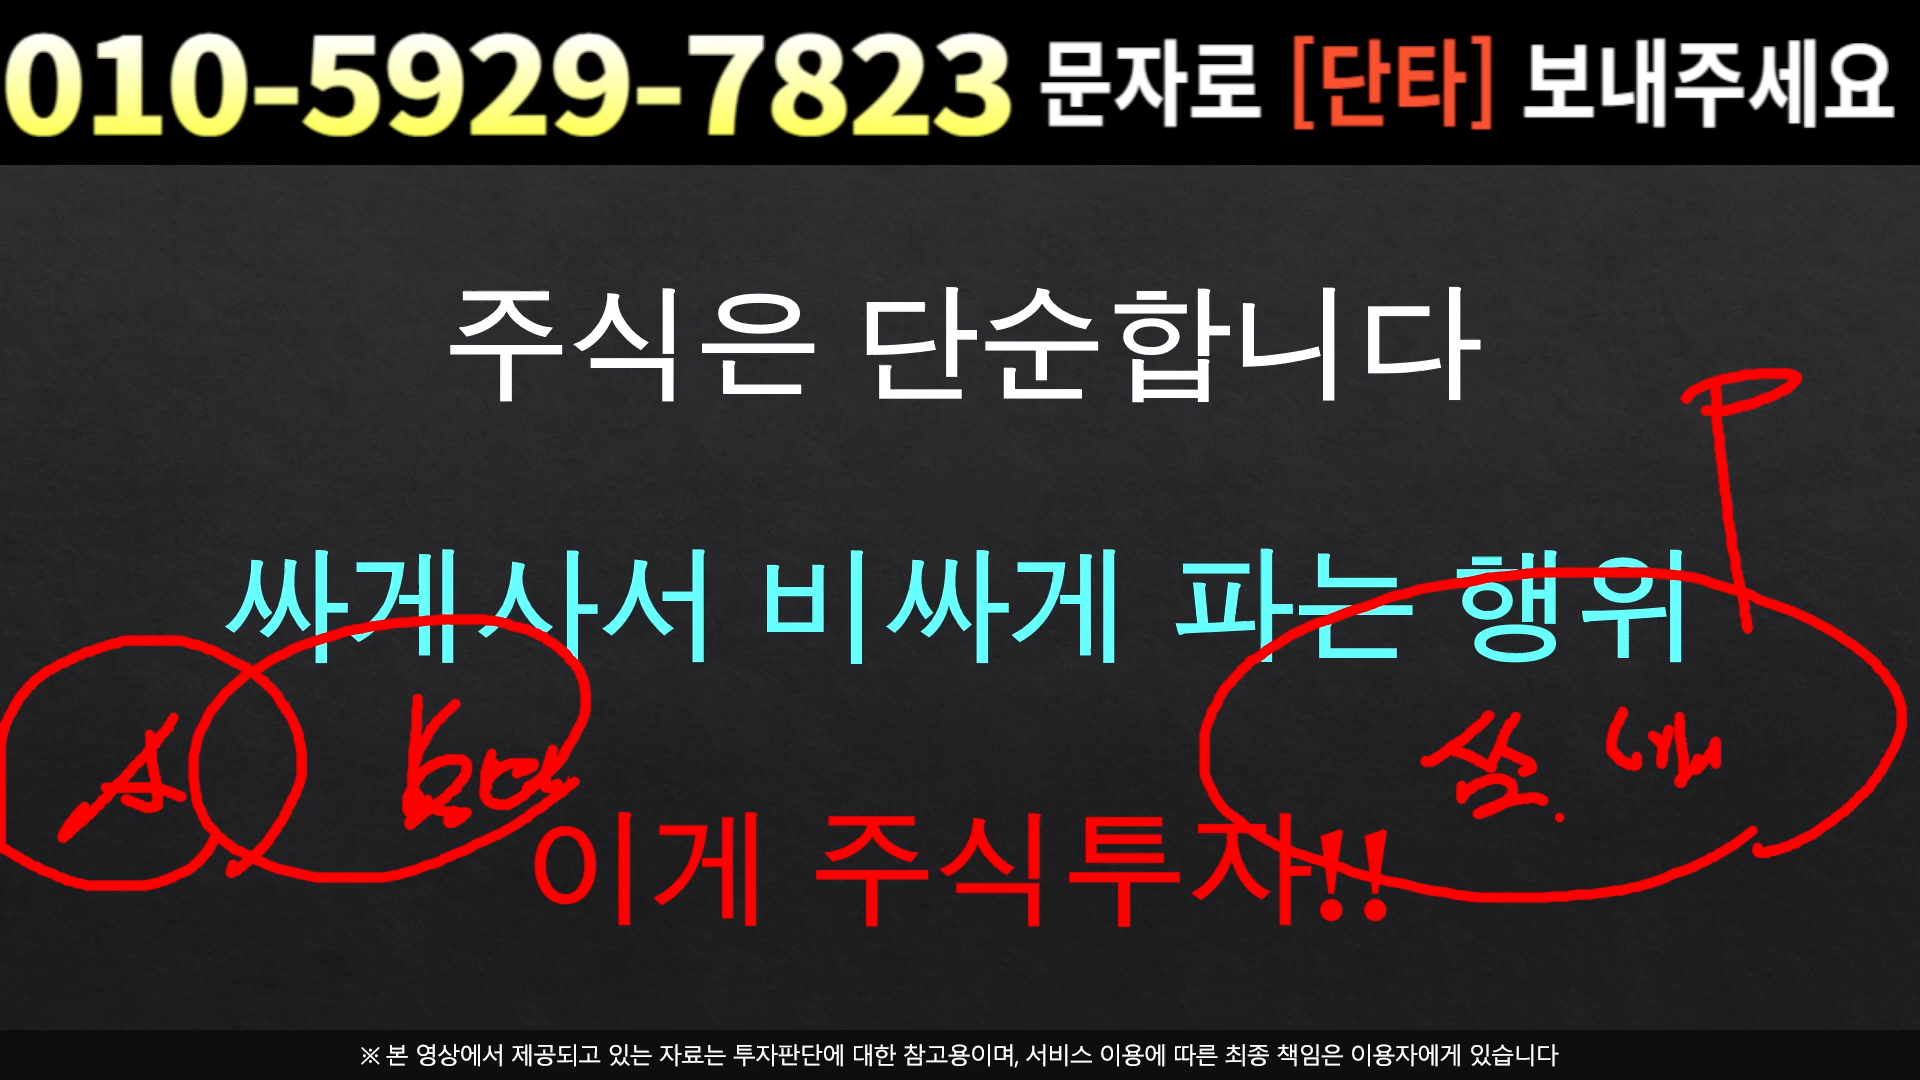 010-5929-7823 문자로 [단타] 보내주세요
주식은 단순합니다
싸게사서 비싸게 파는 행위
이게 주식투자!!
※ 본 영상에서 제공되고 있는 자료는 투자판단에 대한 참고용이며, 서비스 이용에 따른 최종 책임은 이용자에게 있습니다